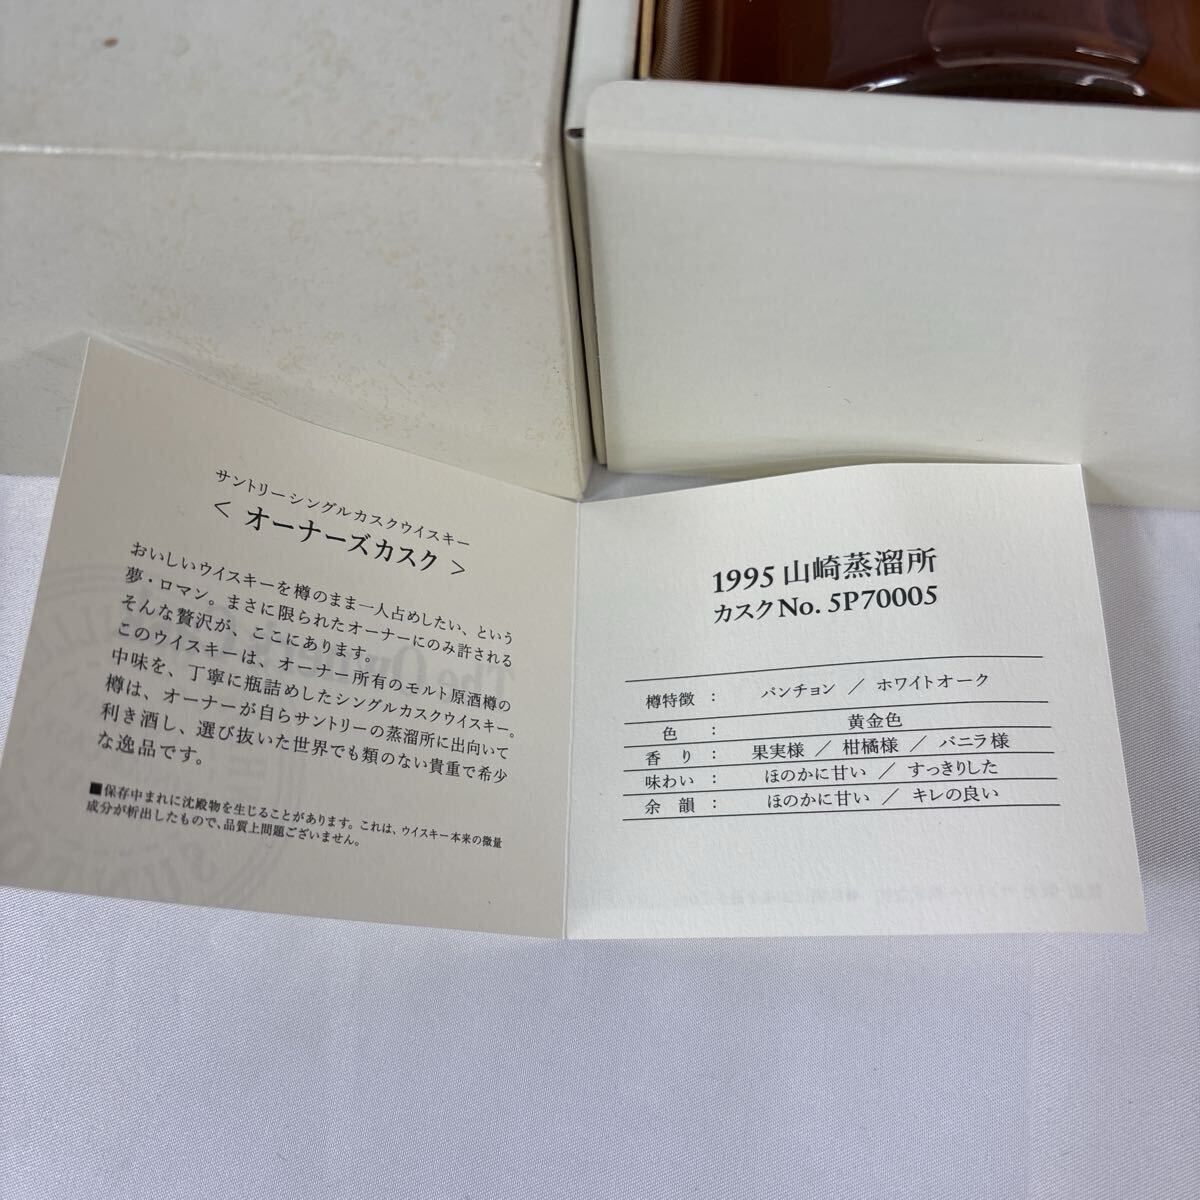 サントリーシングルカスクウイスキー
＜ オーナーズカスク ＞
おいしいウイスキーを樽のまま一人占めしたい、という
夢・ロマン。まさに限られたオーナーにのみ許される
そんな贅沢が、ここにあります。
このウイスキーは、オーナー所有のモルト原酒樽の
中味を、丁寧に瓶詰めしたシングルカスクウイスキー。
樽は、オーナーが自らサントリーの蒸溜所に出向いて
利き酒し、選び抜いた世界でも類のない貴重で希少
な逸品です。
■保存中まれに沈殿物を生じることがあります。これは、ウイスキー本来の微量
成分が析出したもので、品質上問題ございません。
1995 山崎蒸溜所
カスクNo. 5P70005
樽特徴 ： パンチョン ／ ホワイトオーク
色 ： 黄金色
香り ： 果実様 ／ 柑橘様 ／ バニラ様
味わい ： ほのかに甘い ／ すっきりした
余韻 ： ほのかに甘い ／ キレの良い